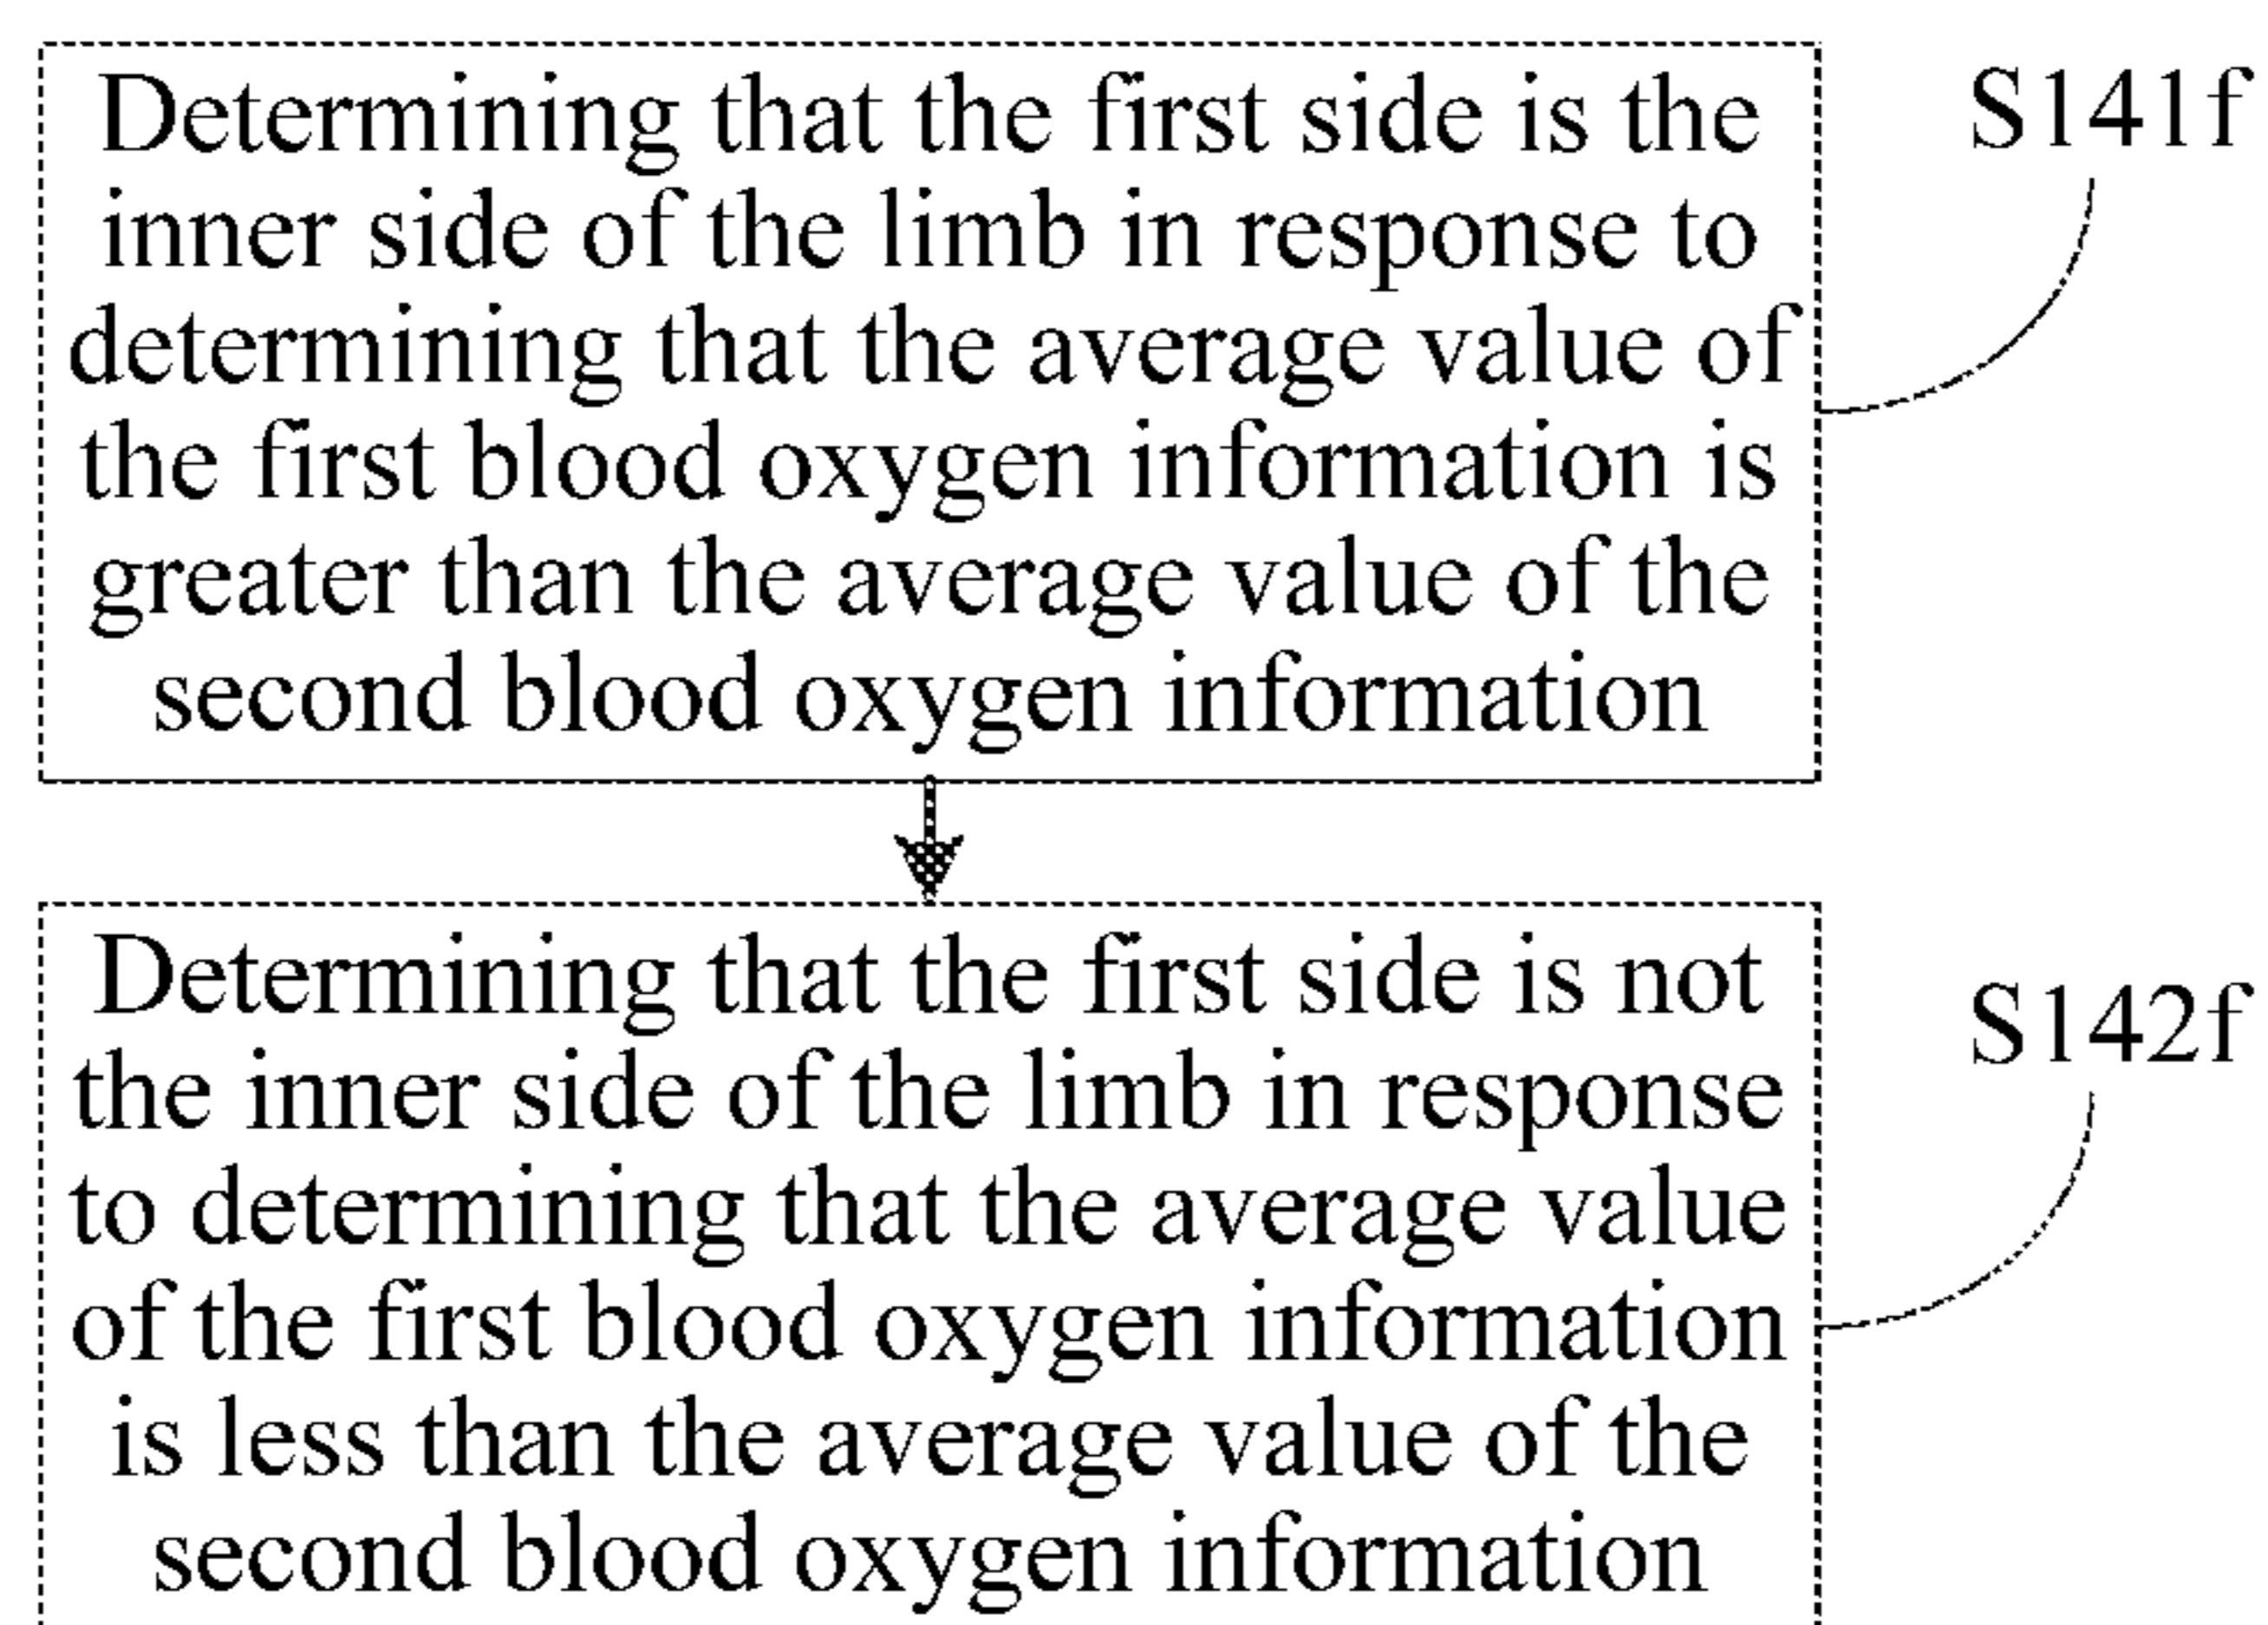 Determining that the first side is the
inner side of the limb in response to
determining that the average value of
the first blood oxygen information is
greater than the average value of the
second blood oxygen information
S141f
Determining that the first side is not
the inner side of the limb in response
to determining that the average value
of the first blood oxygen information
is less than the average value of the
second blood oxygen information
S142f